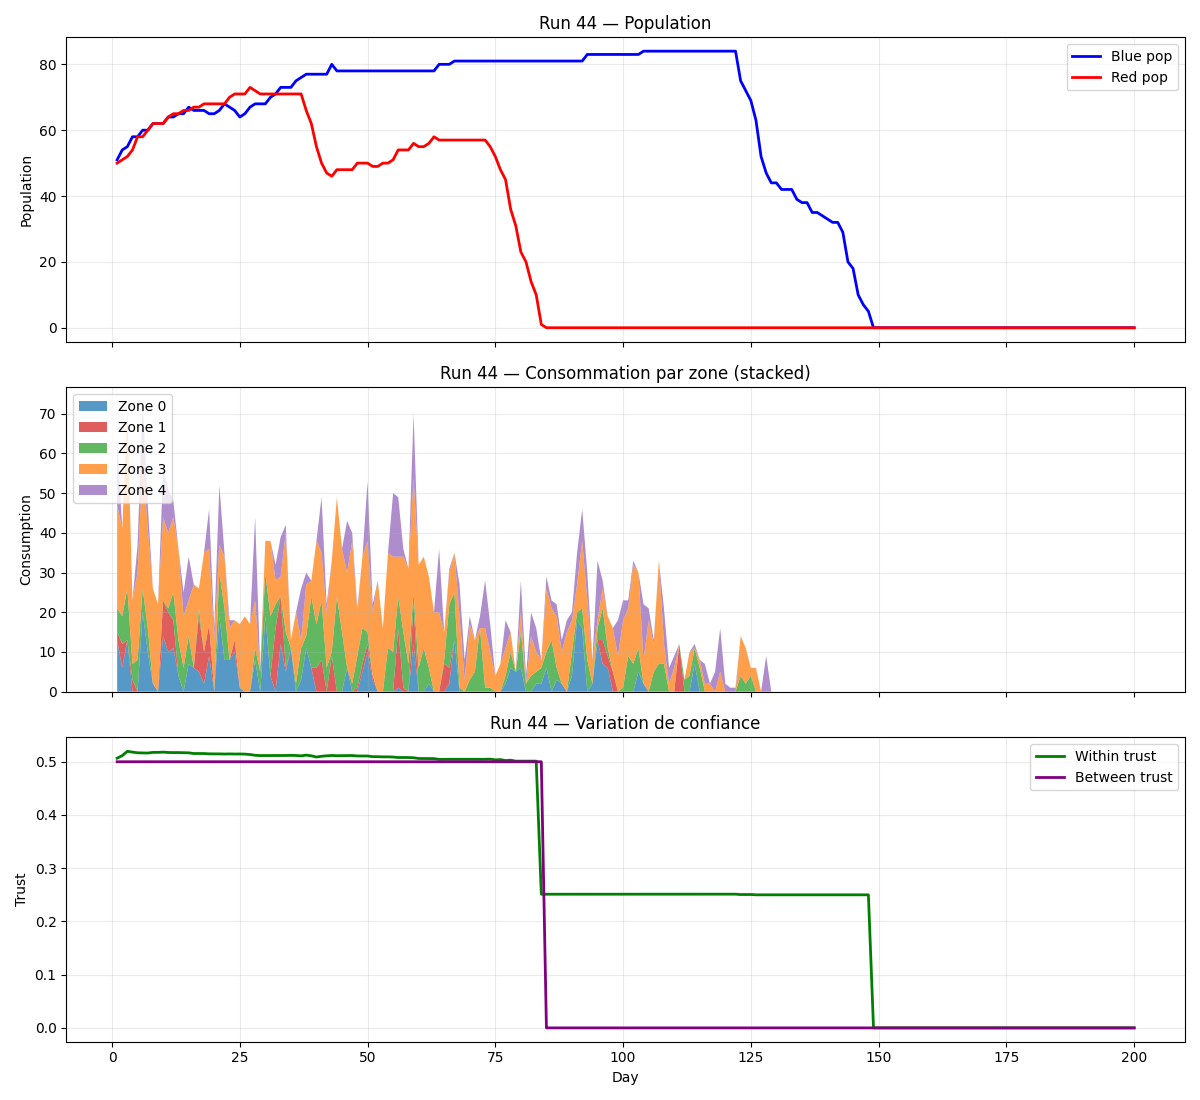 Run 44 — Population
Population
80
60
40
20
0
Blue pop
Red pop
Run 44 — Consommation par zone (stacked)
Consumption
70
60
50
40
30
20
10
0
Zone 0
Zone 1
Zone 2
Zone 3
Zone 4
Run 44 — Variation de confiance
Trust
0.5
0.4
0.3
0.2
0.1
0.0
Within trust
Between trust
0 25 50 75 100 125 150 175 200
Day